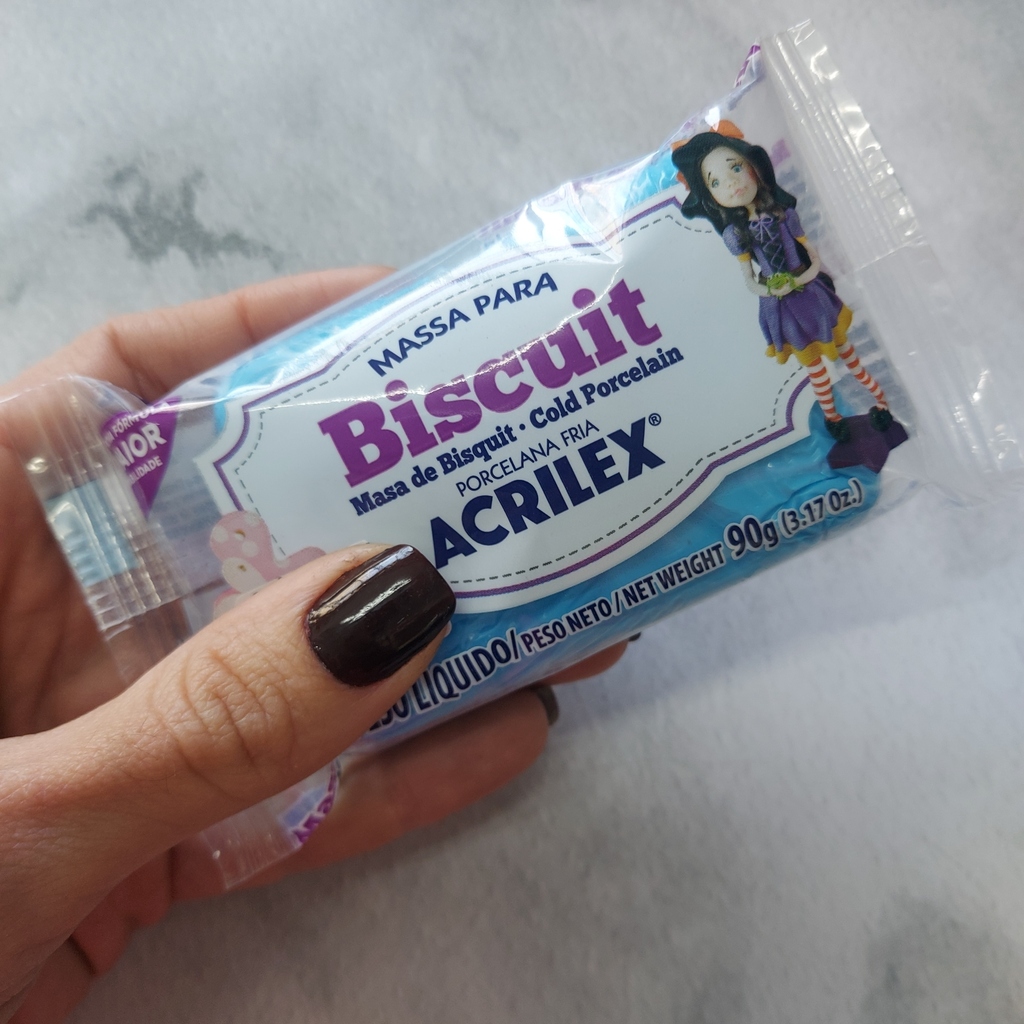 MASSA PARA
Biscuit
Masa de Bisquit · Cold Porcelain
PORCELANA FRIA
ACRILEX®
LÍQUIDO/PESO NETO/NET WEIGHT 90g (3.17 Oz.)